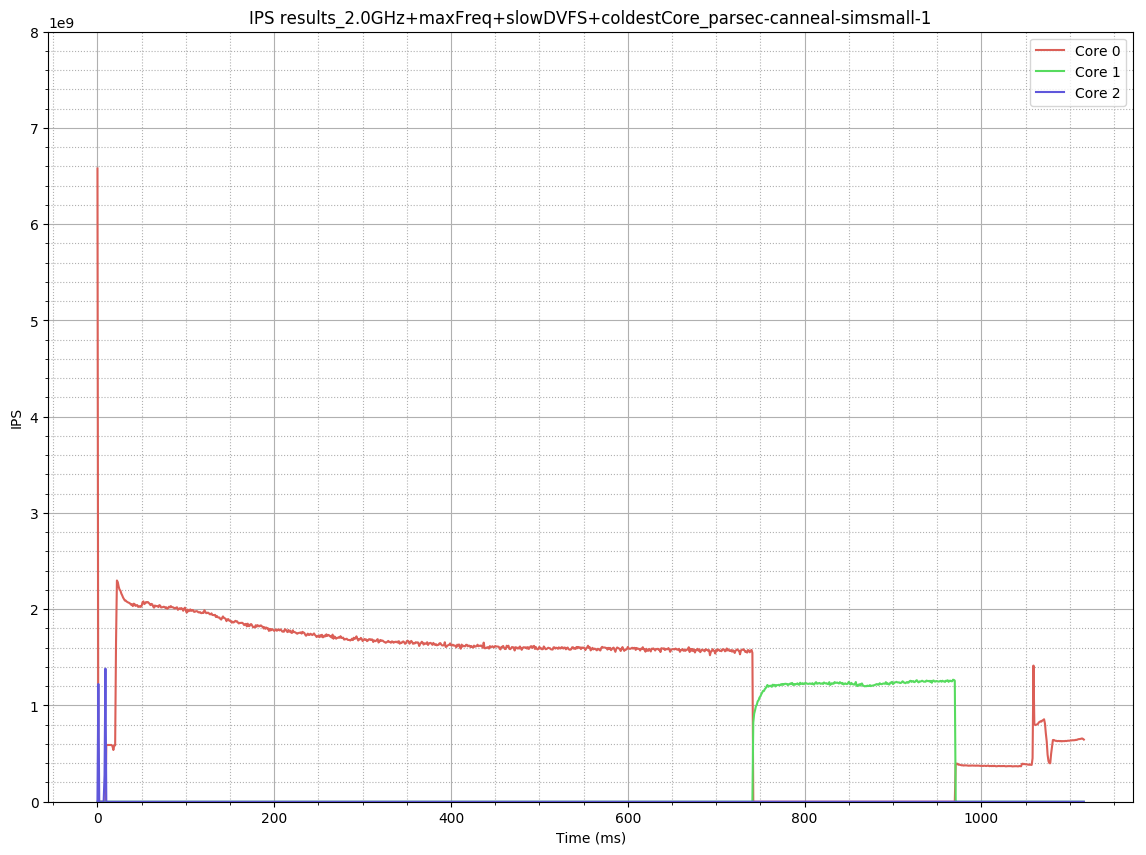 IPS results_2.0GHz+maxFreq+slowDVFS+coldestCore_parsec-canneal-simsmall-1
1e9
8
7
6
5
4
3
2
1
0
IPS
Core 0
Core 1
Core 2
0 200 400 600 800 1000
Time (ms)